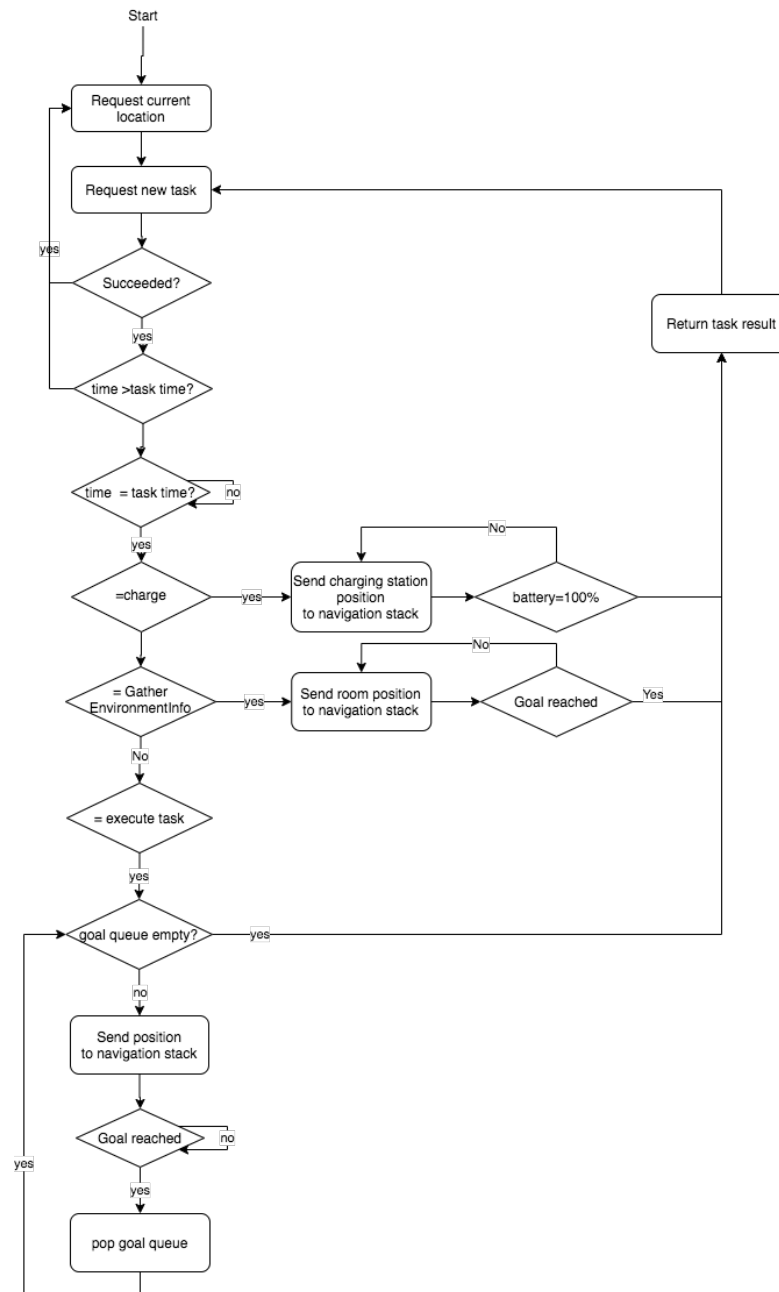 Start
Request current
location
Request new task
yes
Succeeded?
Return task result
yes
time >task time?
time = task time?
no
yes
No
=charge
yes
Send charging station
position
to navigation stack
battery=100%
No
= Gather
EnvironmentInfo
yes
Send room position
to navigation stack
Goal reached
Yes
No
= execute task
yes
goal queue empty?
yes
no
Send position
to navigation stack
Goal reached
no
yes
yes
pop goal queue